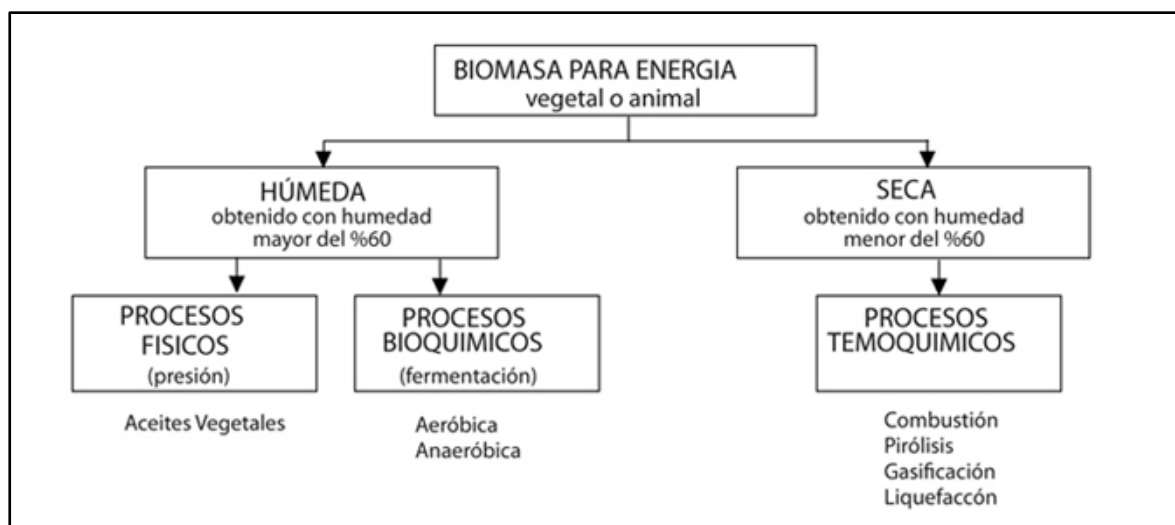 BIOMASA PARA ENERGIA
vegetal o animal
HÚMEDA
obtenido con humedad
mayor del %60
SECA
obtenido con humedad
menor del %60
PROCESOS
FISICOS
(presión)
PROCESOS
BIOQUIMICOS
(fermentación)
PROCESOS
TEMOQUIMICOS
Aceites Vegetales
Aeróbica
Anaeróbica
Combustión
Pirólisis
Gasificación
Liquefaccón